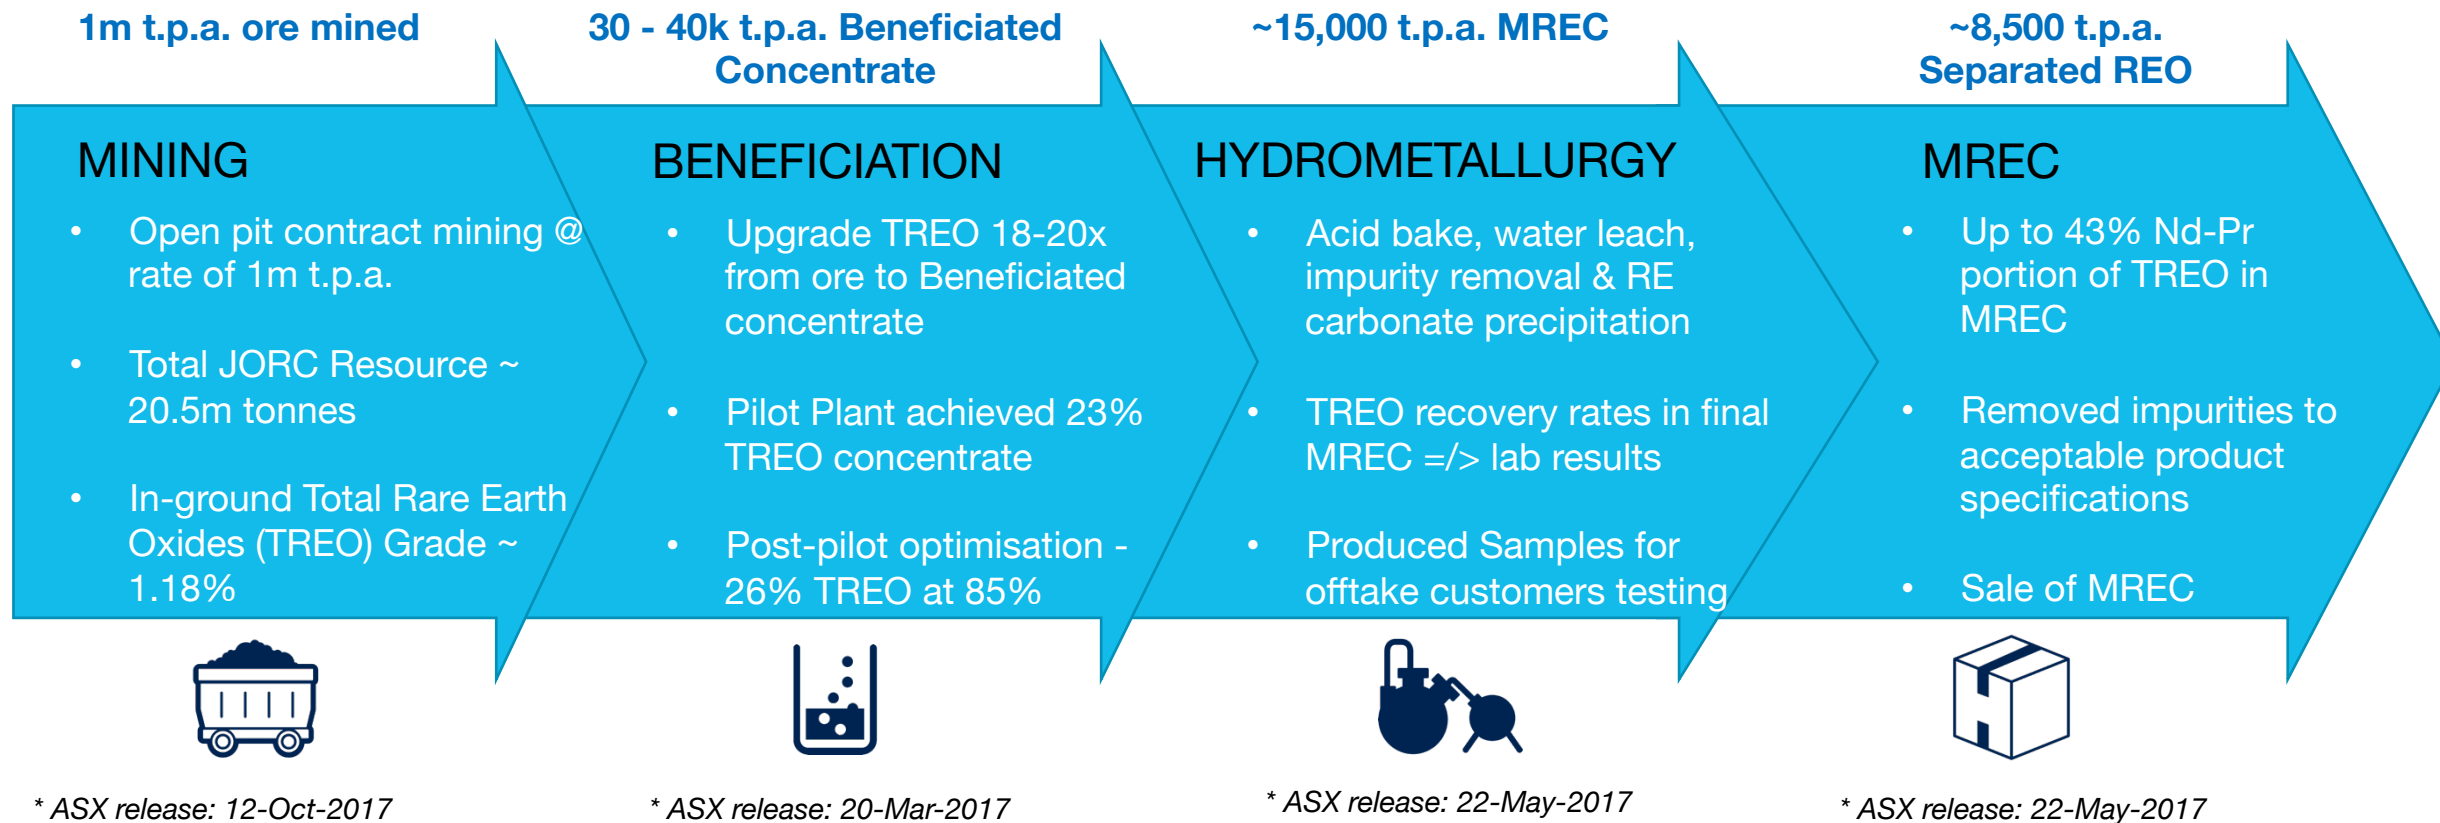 1m t.p.a. ore mined
30 - 40k t.p.a. Beneficiated
Concentrate
~15,000 t.p.a. MREC
~8,500 t.p.a.
Separated REO
MINING
• Open pit contract mining @
rate of 1m t.p.a.
• Total JORC Resource ~
20.5m tonnes
• In-ground Total Rare Earth
Oxides (TREO) Grade ~
1.18%
BENEFICIATION
• Upgrade TREO 18-20x
from ore to Beneficiated
concentrate
• Pilot Plant achieved 23%
TREO concentrate
• Post-pilot optimisation -
26% TREO at 85%
HYDROMETALLURGY
• Acid bake, water leach,
impurity removal & RE
carbonate precipitation
• TREO recovery rates in final
MREC =/> lab results
• Produced Samples for
offtake customers testing
MREC
• Up to 43% Nd-Pr
portion of TREO in
MREC
• Removed impurities to
acceptable product
specifications
• Sale of MREC
* ASX release: 12-Oct-2017
* ASX release: 20-Mar-2017
* ASX release: 22-May-2017
* ASX release: 22-May-2017